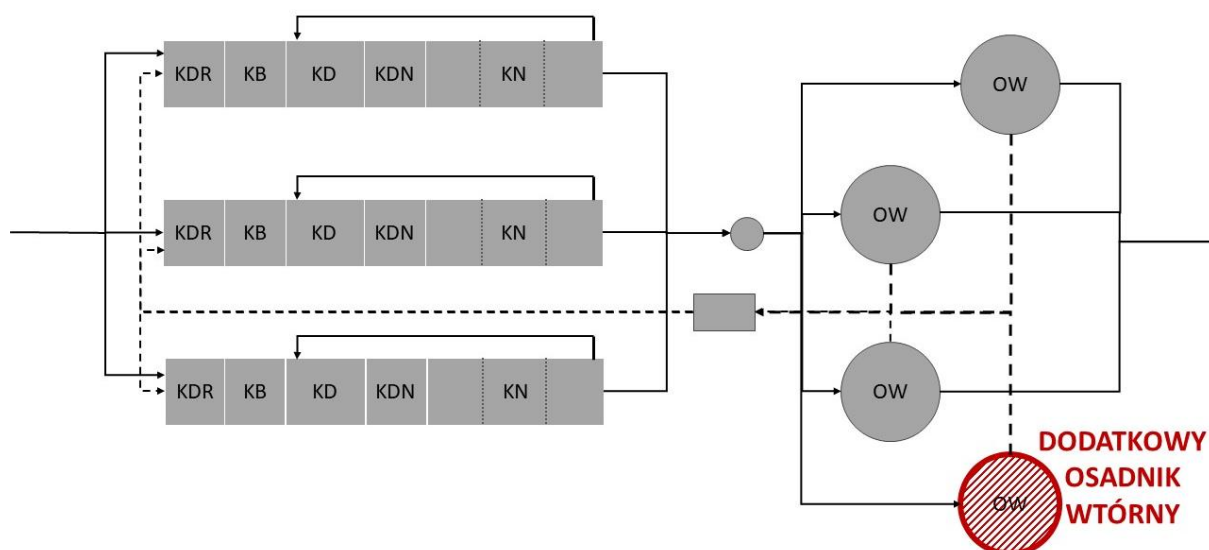 KDR KB KD KDN KN
OW
KDR KB KD KDN KN
OW
KDR KB KD KDN KN
OW
DODATKOWY
OSADNIK
WTÓRNY
OW